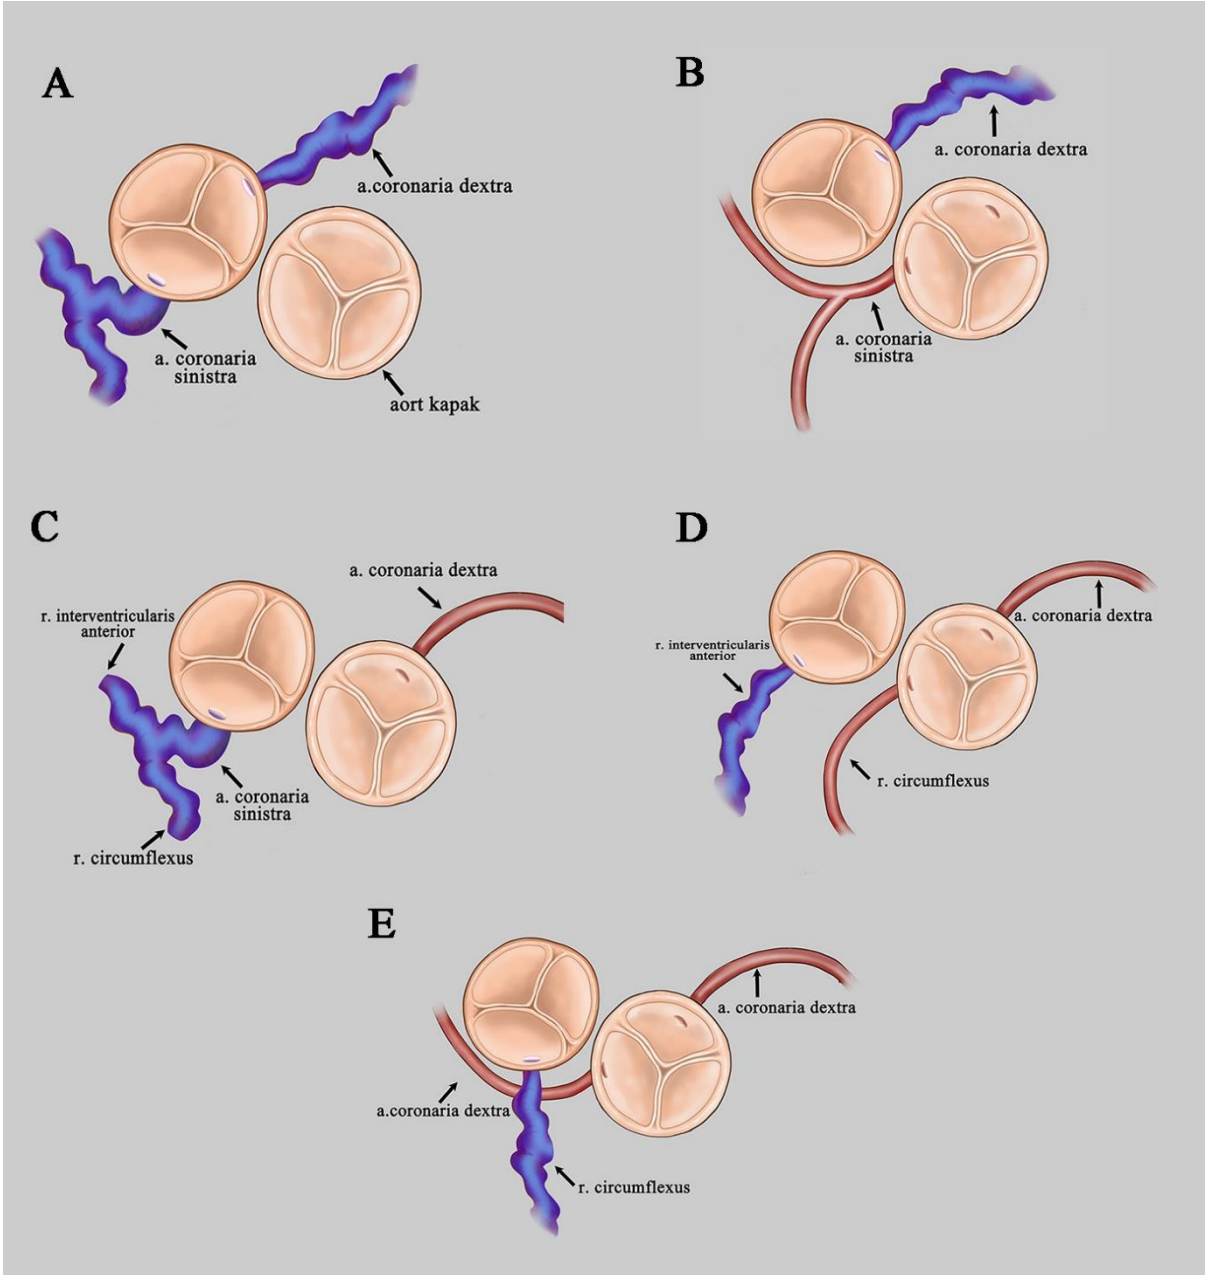 A
a.coronaria dextra
a. coronaria
sinistra
aort kapak
B
a. coronaria dextra
a. coronaria
sinistra
C
a. coronaria dextra
r. interventricularis
anterior
a. coronaria
sinistra
r. circumflexus
D
a. coronaria dextra
r. interventricularis
anterior
r. circumflexus
E
a. coronaria dextra
a.coronaria dextra
r. circumflexus